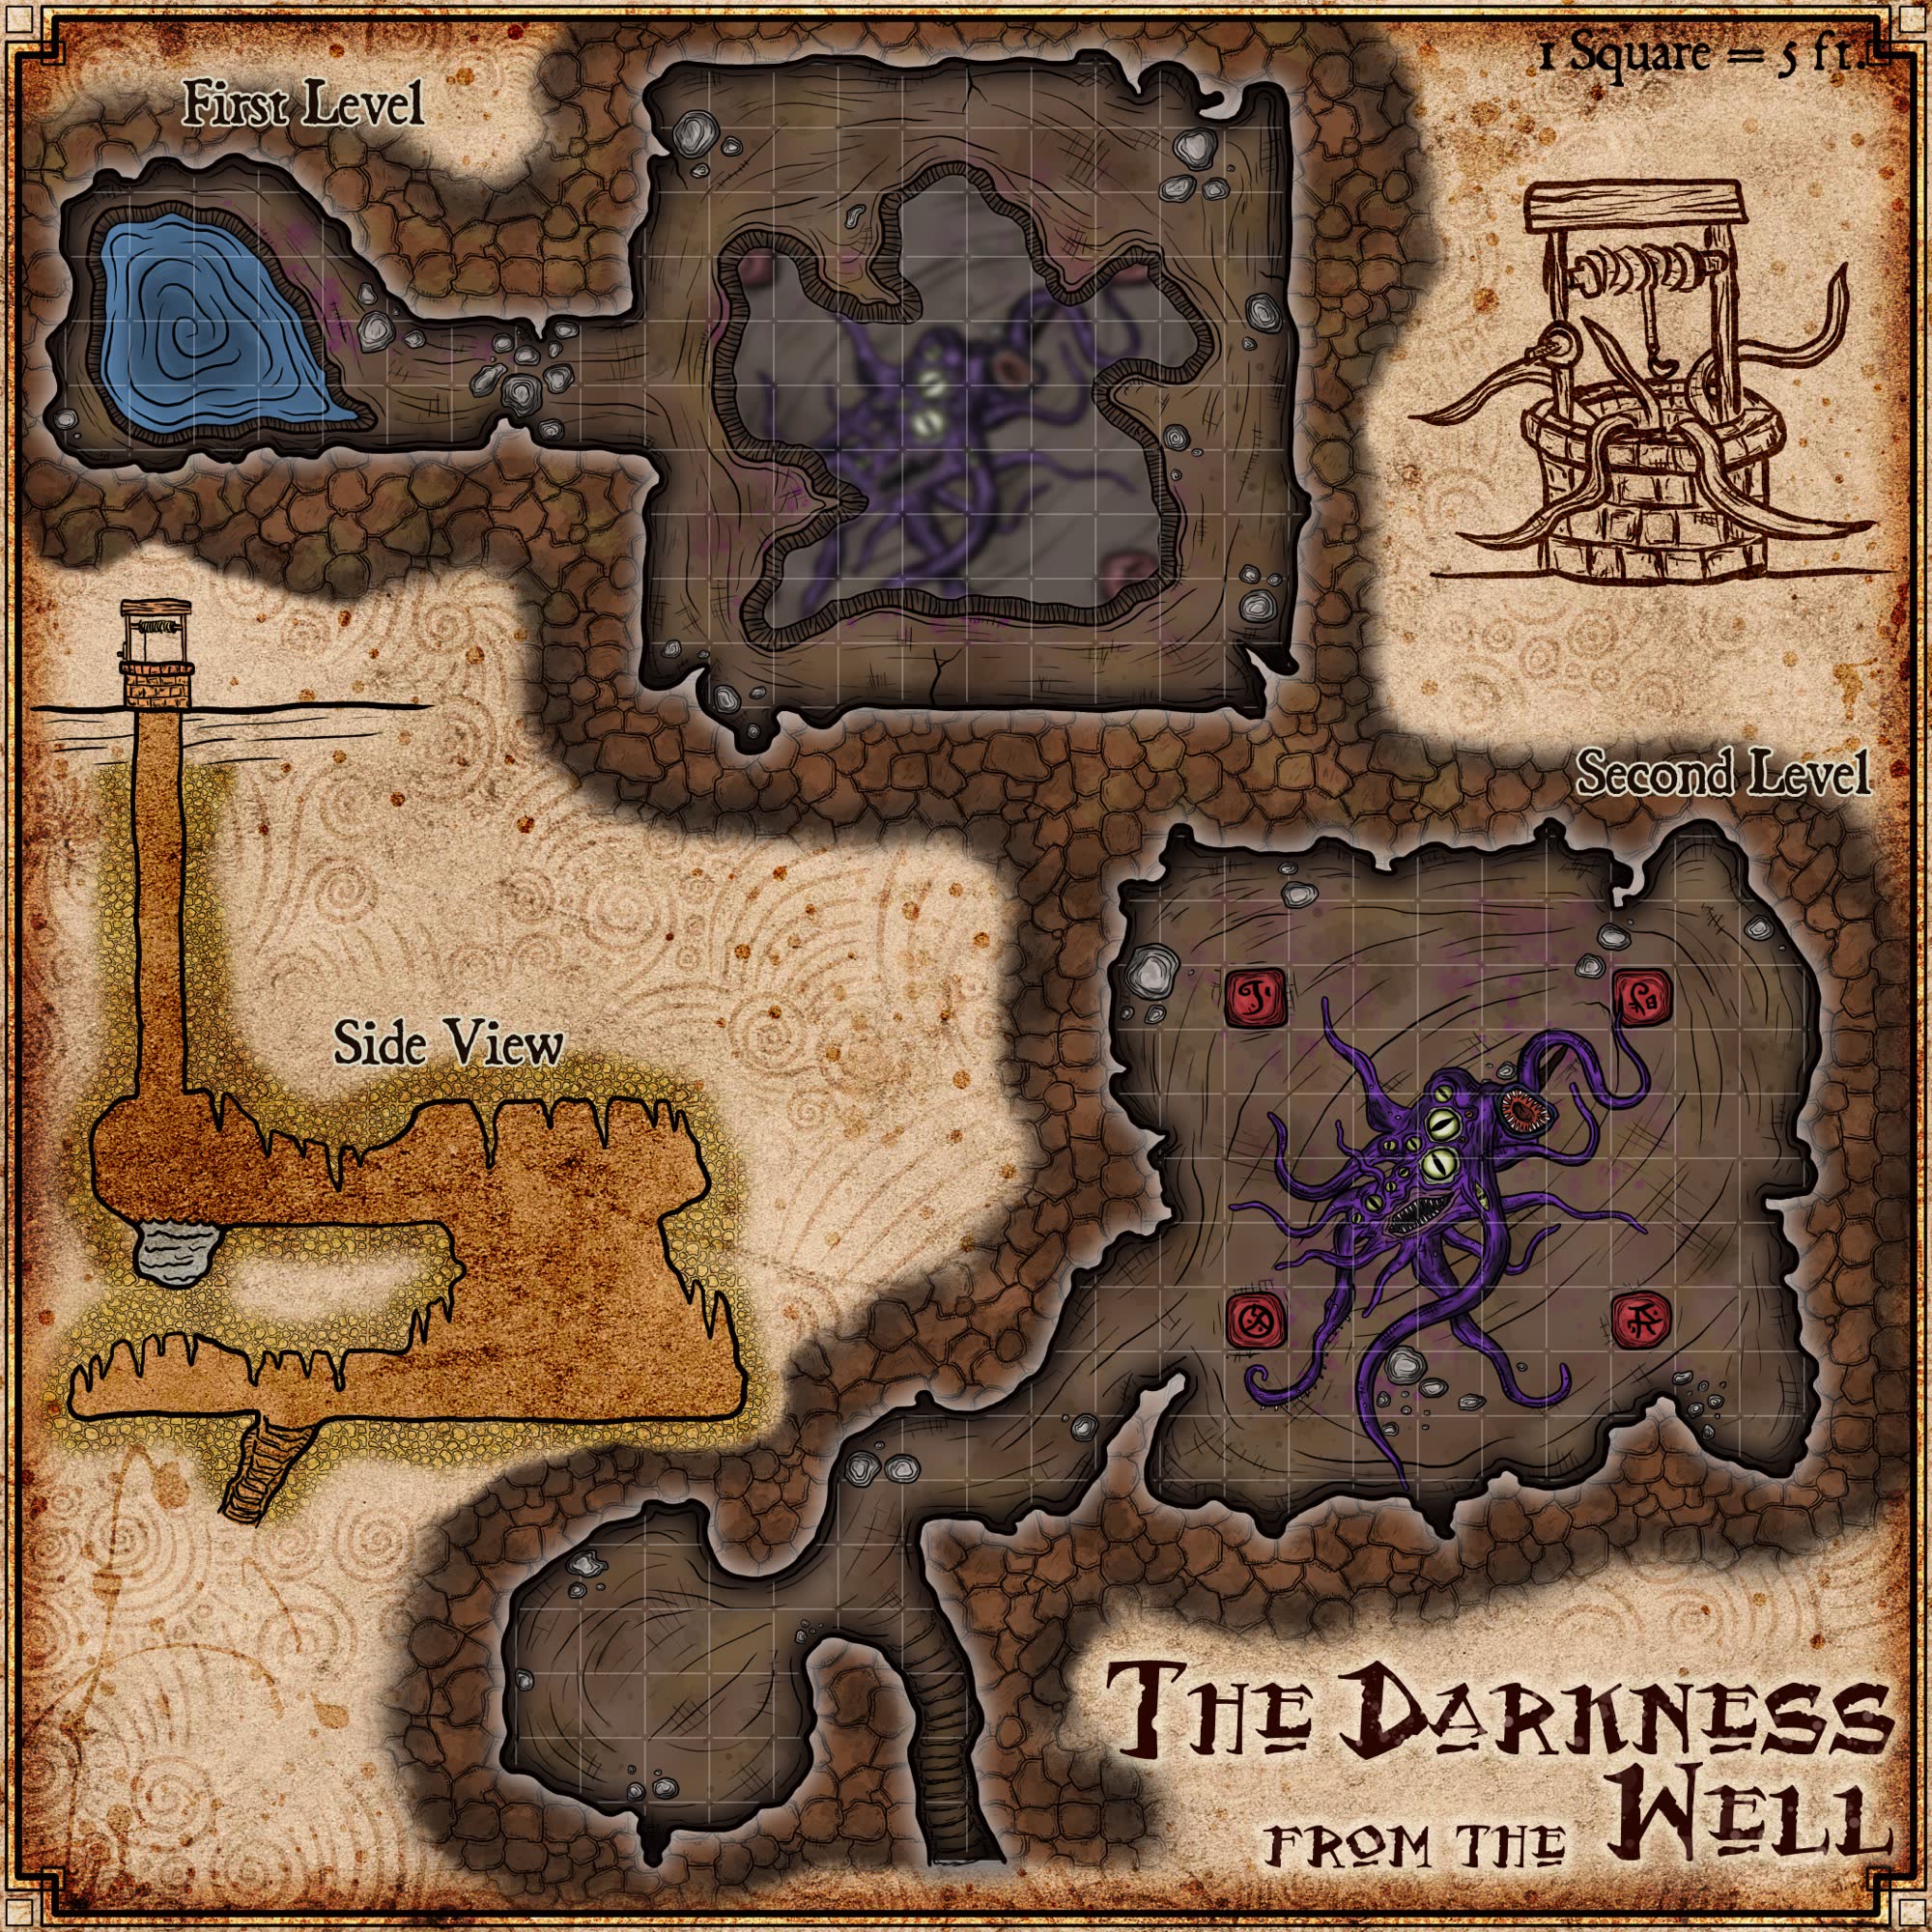 1 Square = 5 ft.
First Level
Second Level
Side View
The Darkness
from the Well